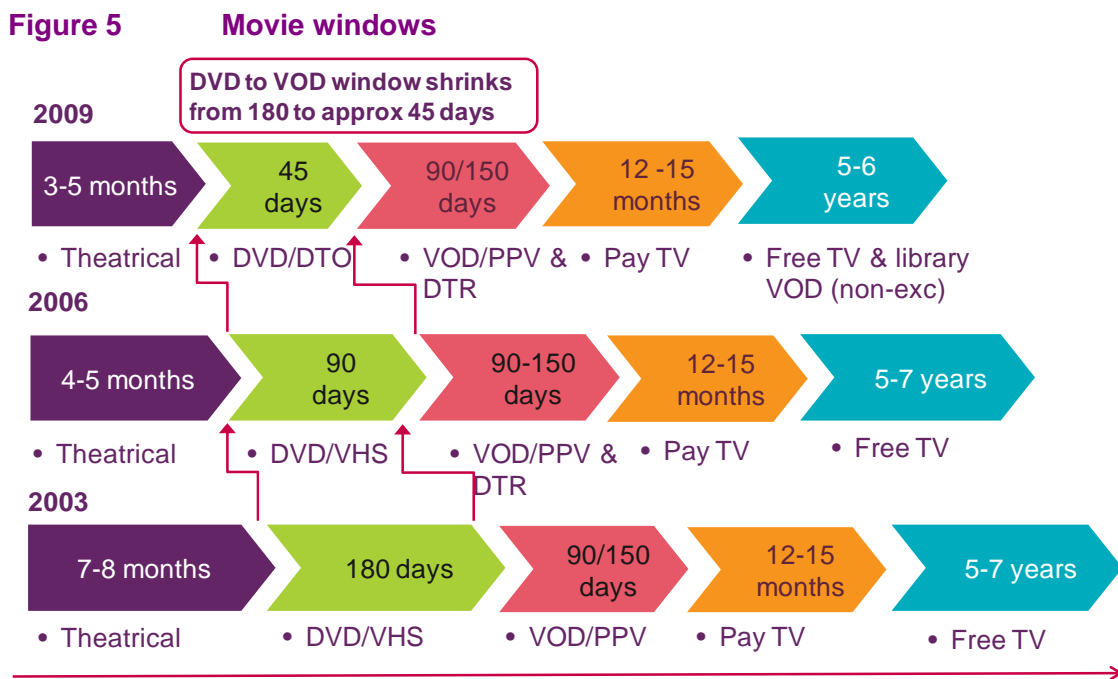 Figure 5 Movie windows
DVD to VOD window shrinks
from 180 to approx 45 days
2009
3-5 months
45
days
90/150
days
12 -15
months
5-6
years
• Theatrical
• DVD/DTO
• VOD/PPV &
DTR
• Pay TV
• Free TV & library
VOD (non-exc)
2006
4-5 months
90
days
90-150
days
12-15
months
5-7 years
• Theatrical
• DVD/VHS
• VOD/PPV &
DTR
• Pay TV
• Free TV
2003
7-8 months
180 days
90/150
days
12-15
months
5-7 years
• Theatrical
• DVD/VHS
• VOD/PPV
• Pay TV
• Free TV